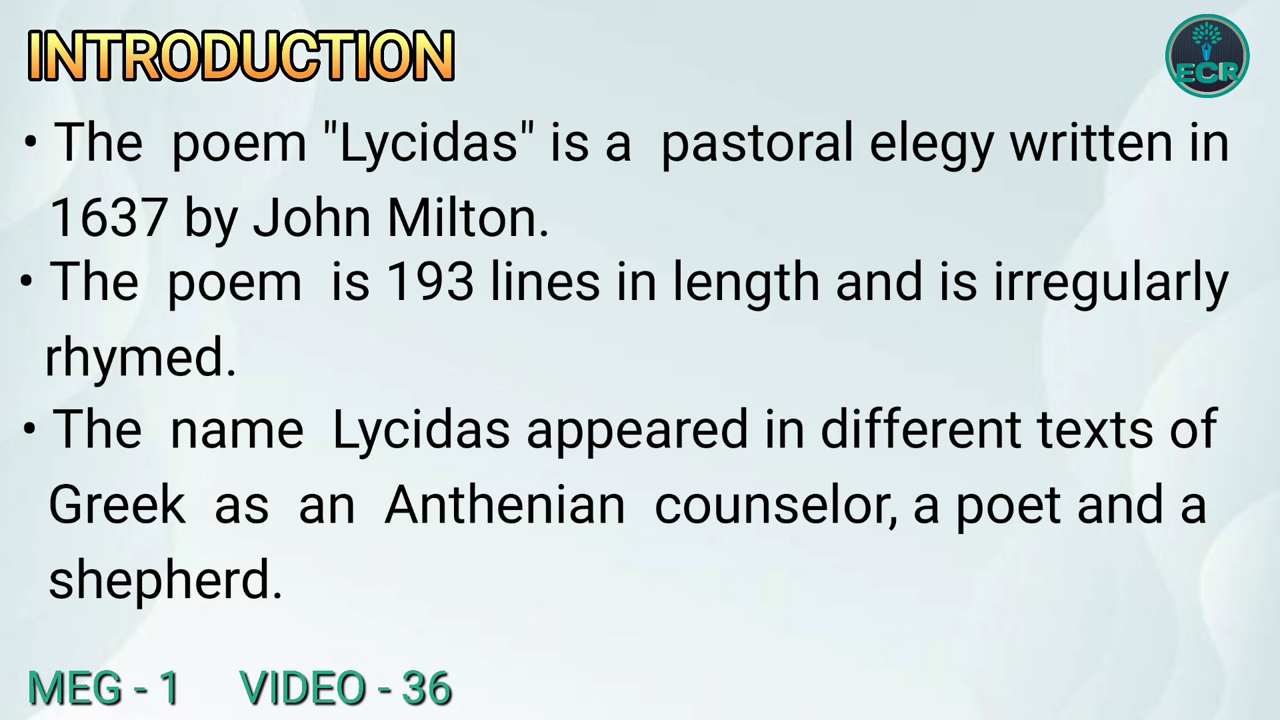 INTRODUCTION
ECR
• The poem "Lycidas" is a pastoral elegy written in
1637 by John Milton.
• The poem is 193 lines in length and is irregularly
rhymed.
• The name Lycidas appeared in different texts of
Greek as an Anthenian counselor, a poet and a
shepherd.
MEG - 1 VIDEO - 36